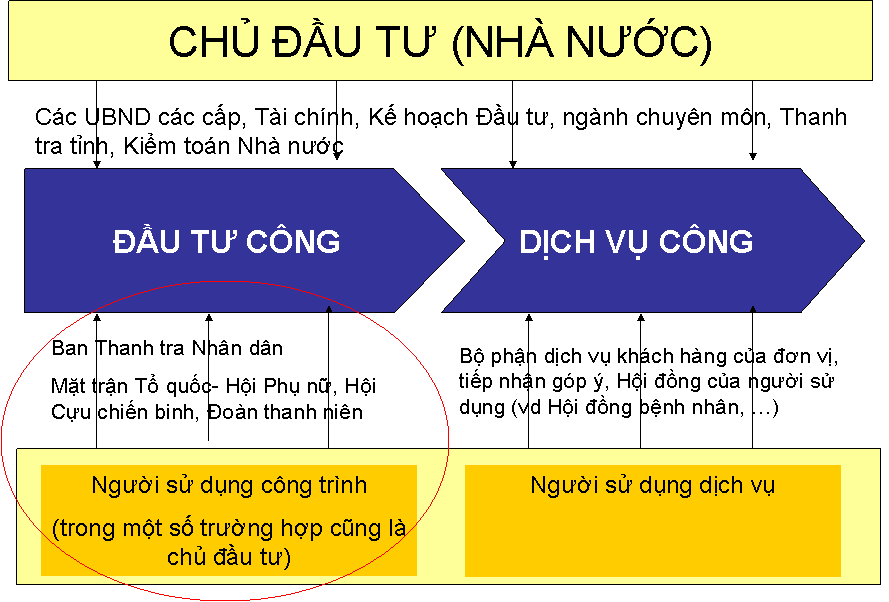 CHỦ ĐẦU TƯ (NHÀ NƯỚC)
Các UBND các cấp, Tài chính, Kế hoạch Đầu tư, ngành chuyên môn, Thanh
tra tỉnh, Kiểm toán Nhà nước
ĐẦU TƯ CÔNG
DỊCH VỤ CÔNG
Ban Thanh tra Nhân dân
Mặt trận Tổ quốc- Hội Phụ nữ, Hội
Cựu chiến binh, Đoàn thanh niên
Bộ phận dịch vụ khách hàng của đơn vị,
tiếp nhận góp ý, Hội đồng của người sử
dụng (vd Hội đồng bệnh nhân, …)
Người sử dụng công trình
(trong một số trường hợp cũng là
chủ đầu tư)
Người sử dụng dịch vụ